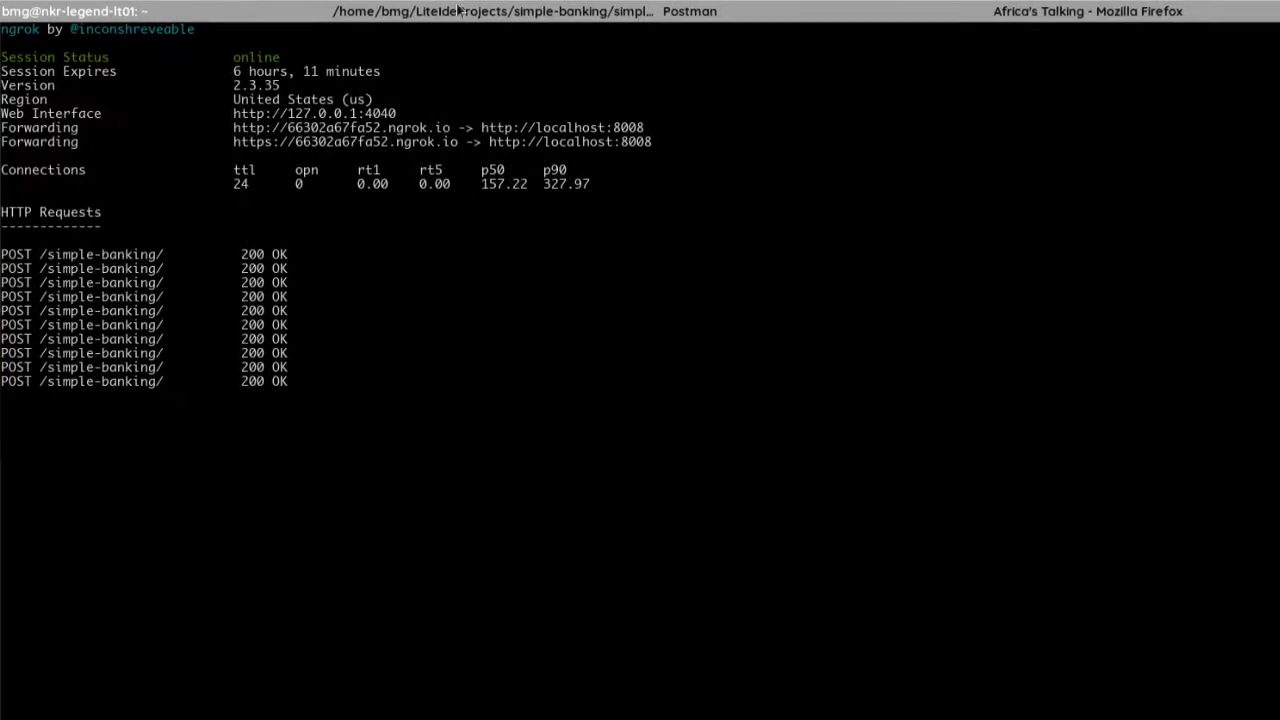 bmg@nkr-legend-lt01: ~ /home/bmg/LiteIdeProjects/simple-banking/simpl... Postman Africa's Talking - Mozilla Firefox
ngrok by @inconshreveable
Session Status online
Session Expires 6 hours, 11 minutes
Version 2.3.35
Region United States (us)
Web Interface http://127.0.0.1:4040
Forwarding http://66302a67fa52.ngrok.io -> http://localhost:8008
Forwarding https://66302a67fa52.ngrok.io -> http://localhost:8008
Connections ttl opn rt1 rt5 p50 p90
24 0 0.00 0.00 157.22 327.97
HTTP Requests
-------------
POST /simple-banking/ 200 OK
POST /simple-banking/ 200 OK
POST /simple-banking/ 200 OK
POST /simple-banking/ 200 OK
POST /simple-banking/ 200 OK
POST /simple-banking/ 200 OK
POST /simple-banking/ 200 OK
POST /simple-banking/ 200 OK
POST /simple-banking/ 200 OK
POST /simple-banking/ 200 OK